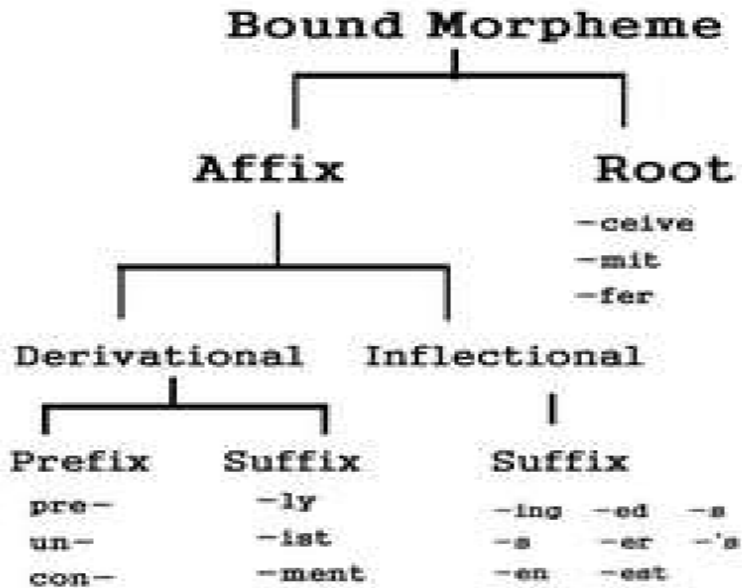 Bound Morpheme
Affix Root
-ceive
-mit
-fer
Derivational Inflectional
Prefix Suffix Suffix
pre- -ly -ing -ed -s
un- -ist -s -er -'s
con- -ment -en -est